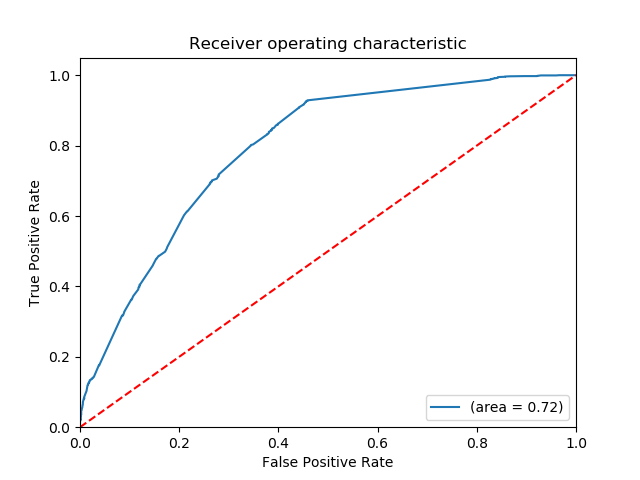 Receiver operating characteristic
True Positive Rate
1.0
0.8
0.6
0.4
0.2
0.0
(area = 0.72)
0.0 0.2 0.4 0.6 0.8 1.0
False Positive Rate